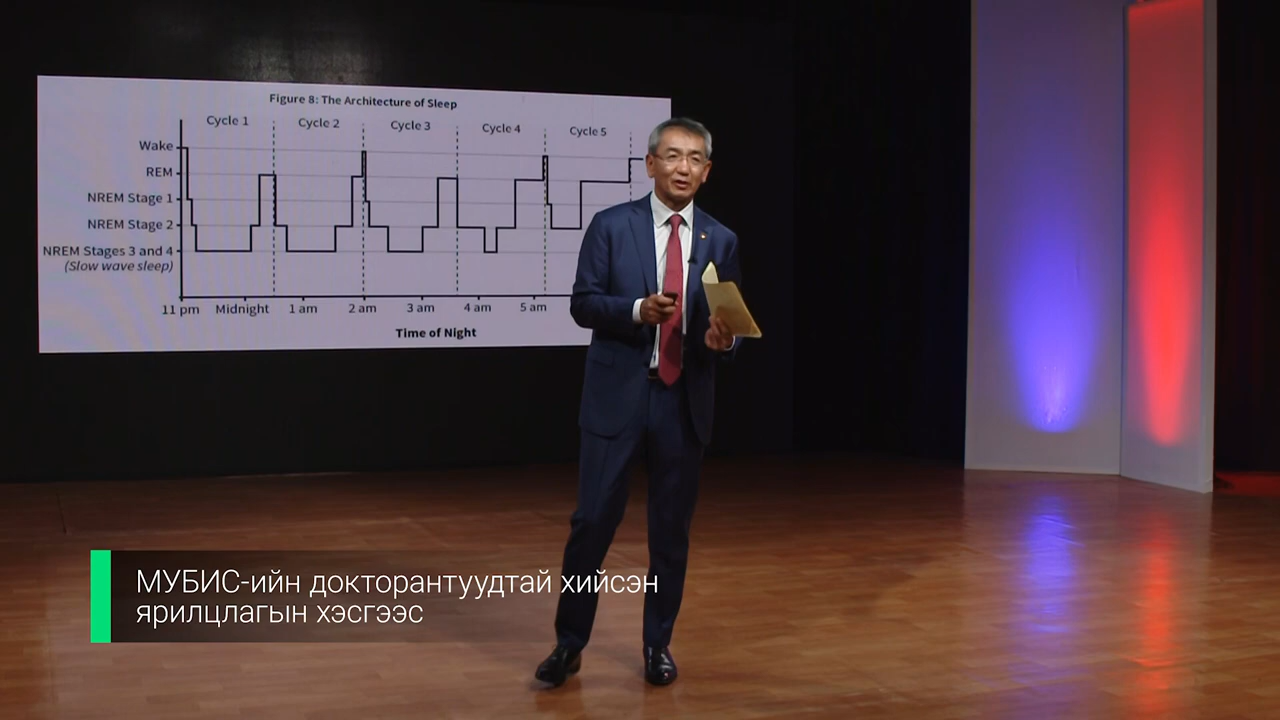 Figure 8: The Architecture of Sleep
Cycle 1 Cycle 2 Cycle 3 Cycle 4 Cycle 5
Wake
REM
NREM Stage 1
NREM Stage 2
NREM Stages 3 and 4
(Slow wave sleep)
11 pm Midnight 1 am 2 am 3 am 4 am 5 am
Time of Night
МУБИС-ийн докторантуудтай хийсэн
ярилцлагын хэсгээс